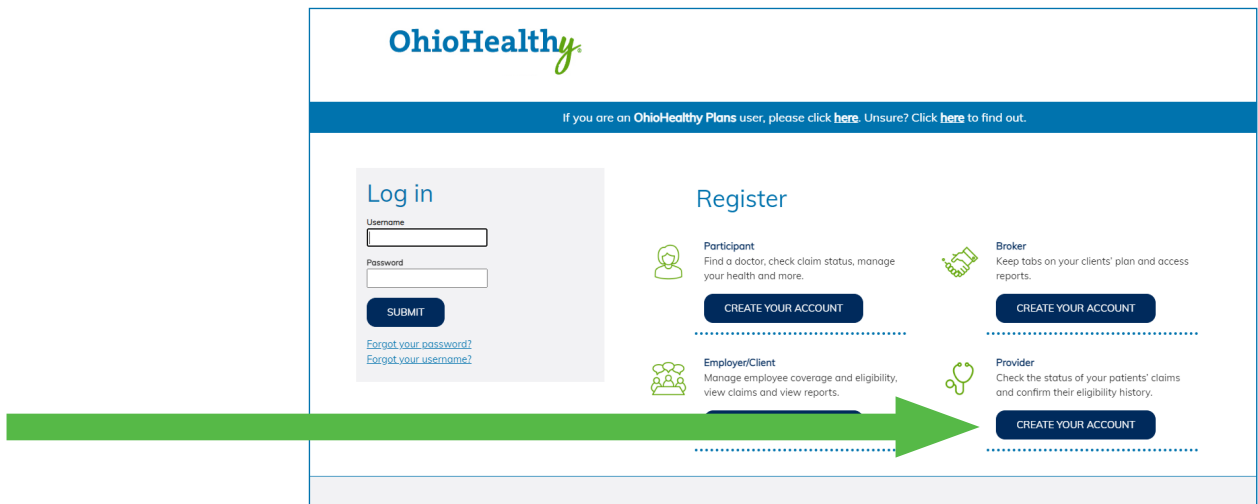 OhioHealthy®
If you are an OhioHealthy Plans user, please click here. Unsure? Click here to find out.
Log in
Username
Password
SUBMIT
Forgot your password?
Forgot your username?
Register
Participant
Find a doctor, check claim status, manage
your health and more.
CREATE YOUR ACCOUNT
Broker
Keep tabs on your clients' plan and access
reports.
CREATE YOUR ACCOUNT
Employer/Client
Manage employee coverage and eligibility,
view claims and view reports.
Provider
Check the status of your patients' claims
and confirm their eligibility history.
CREATE YOUR ACCOUNT